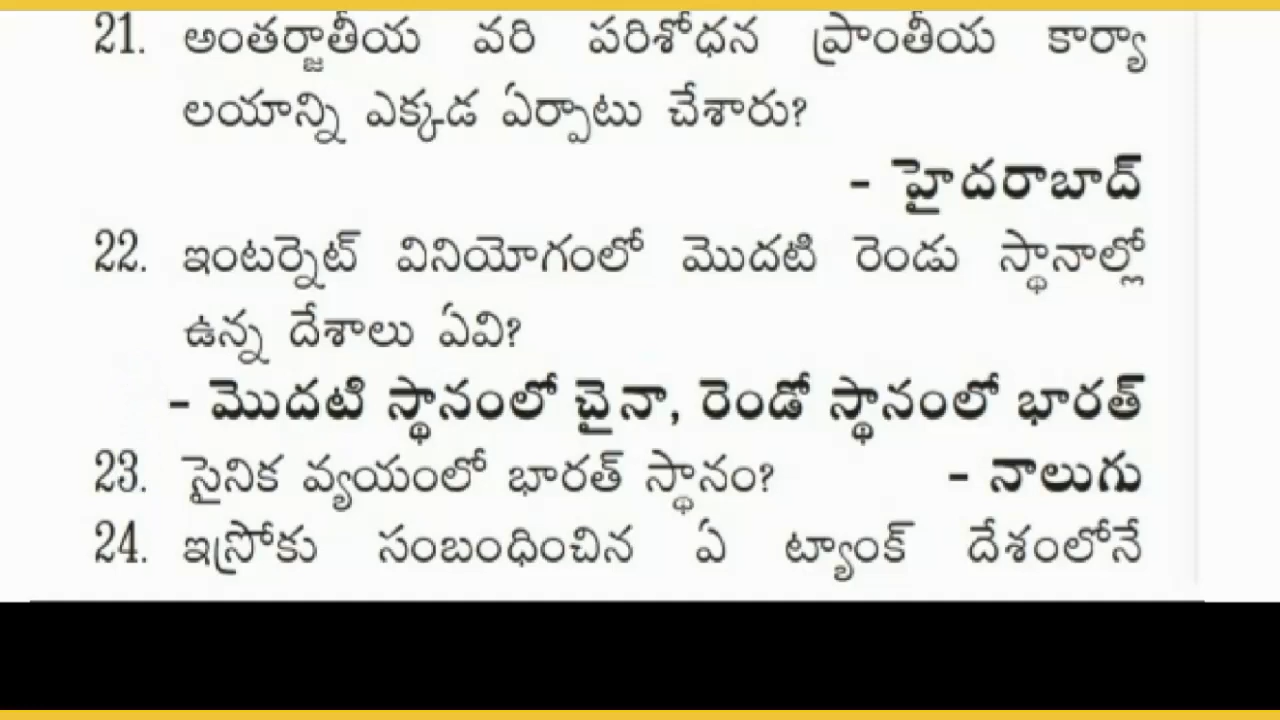 21. అంతర్జాతీయ వరి పరిశోధన ప్రాంతీయ కార్యా
లయాన్ని ఎక్కడ ఏర్పాటు చేశారు?
- హైదరాబాద్
22. ఇంటర్నెట్ వినియోగంలో మొదటి రెండు స్థానాల్లో
ఉన్న దేశాలు ఏవి?
- మొదటి స్థానంలో చైనా, రెండో స్థానంలో భారత్
23. సైనిక వ్యయంలో భారత్ స్థానం? - నాలుగు
24. ఇస్రోకు సంబంధించిన ఏ ట్యాంక్ దేశంలోనే